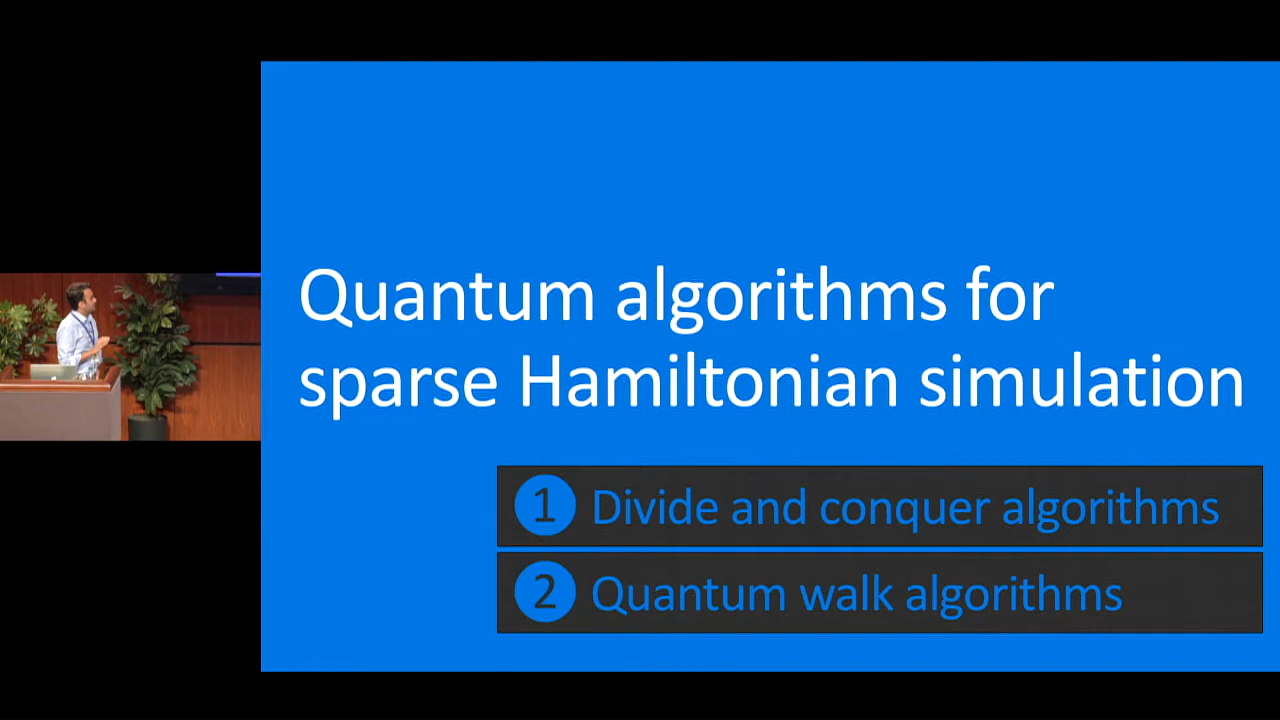 Quantum algorithms for
sparse Hamiltonian simulation
1 Divide and conquer algorithms
2 Quantum walk algorithms